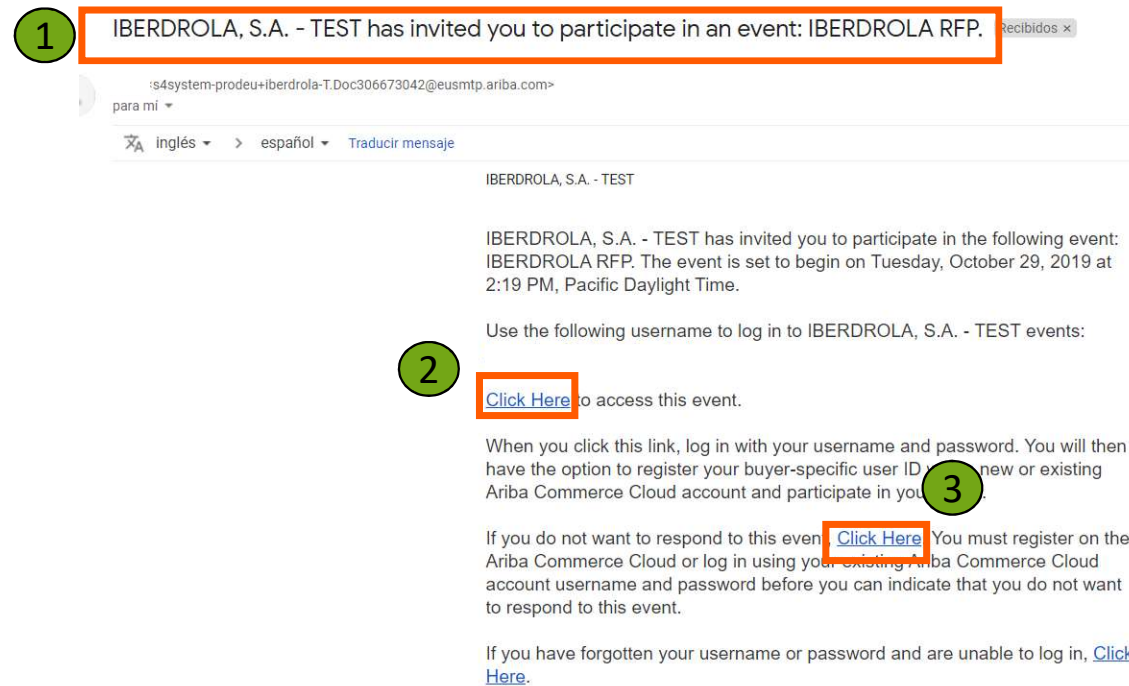 1
IBERDROLA, S.A. - TEST has invited you to participate in an event: IBERDROLA RFP. Recibidos ×
s4system-prodeu+iberdrola-T.Doc306673042@eusmtp.ariba.com>
para mí
inglés > español Traducir mensaje
IBERDROLA, S.A. - TEST
IBERDROLA, S.A. - TEST has invited you to participate in the following event:
IBERDROLA RFP. The event is set to begin on Tuesday, October 29, 2019 at
2:19 PM, Pacific Daylight Time.
Use the following username to log in to IBERDROLA, S.A. - TEST events:
2
Click Here to access this event.
When you click this link, log in with your username and password. You will then
have the option to register your buyer-specific user ID new or existing
Ariba Commerce Cloud account and participate in
3
If you do not want to respond to this event, Click Here You must register on the
Ariba Commerce Cloud or log in using your existing Ariba Commerce Cloud
account username and password before you can indicate that you do not want
to respond to this event.
If you have forgotten your username or password and are unable to log in, Click
Here.